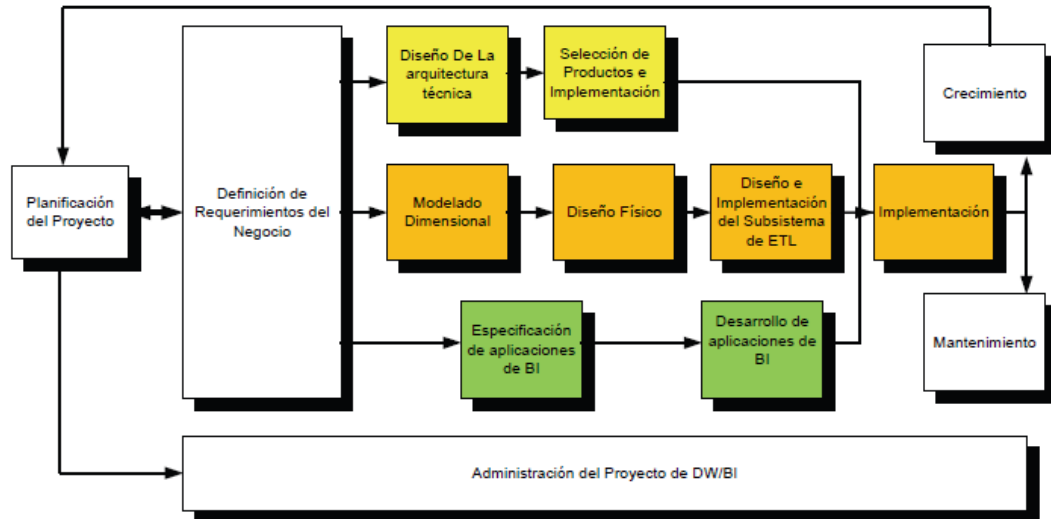 Diseño De La
arquitectura
técnica
Selección de
Productos e
Implementación
Crecimiento
Planificación
del Proyecto
Definición de
Requerimientos del
Negocio
Modelado
Dimensional
Diseño Físico
Diseño e
Implementación
del Subsistema
de ETL
Implementación
Especificación
de aplicaciones
de BI
Desarrollo de
aplicaciones de
BI
Mantenimiento
Administración del Proyecto de DW/BI